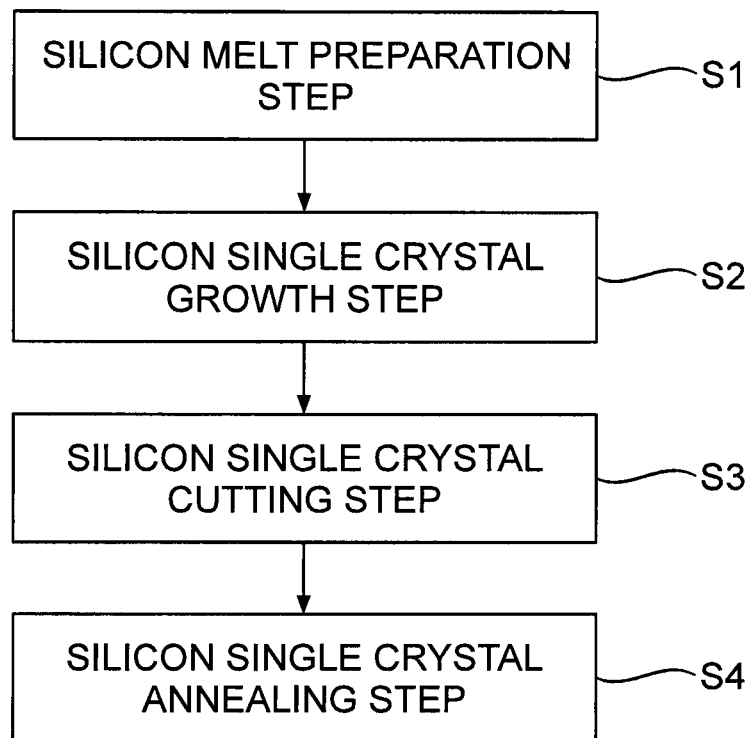 SILICON MELT PREPARATION
STEP
S1
SILICON SINGLE CRYSTAL
GROWTH STEP
S2
SILICON SINGLE CRYSTAL
CUTTING STEP
S3
SILICON SINGLE CRYSTAL
ANNEALING STEP
S4